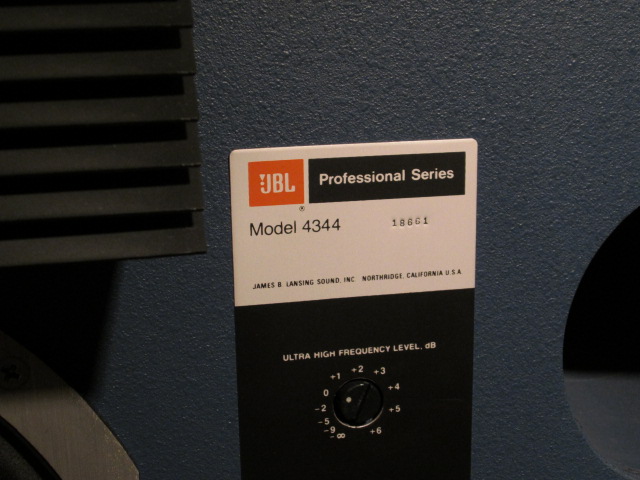 JBL Professional Series
®
Model 4344 18661
JAMES B. LANSING SOUND, INC. NORTHRIDGE, CALIFORNIA U.S.A.
ULTRA HIGH FREQUENCY LEVEL, dB
+1 +2 +3
0 +4
-2 +5
-5
-9 +6
-∞